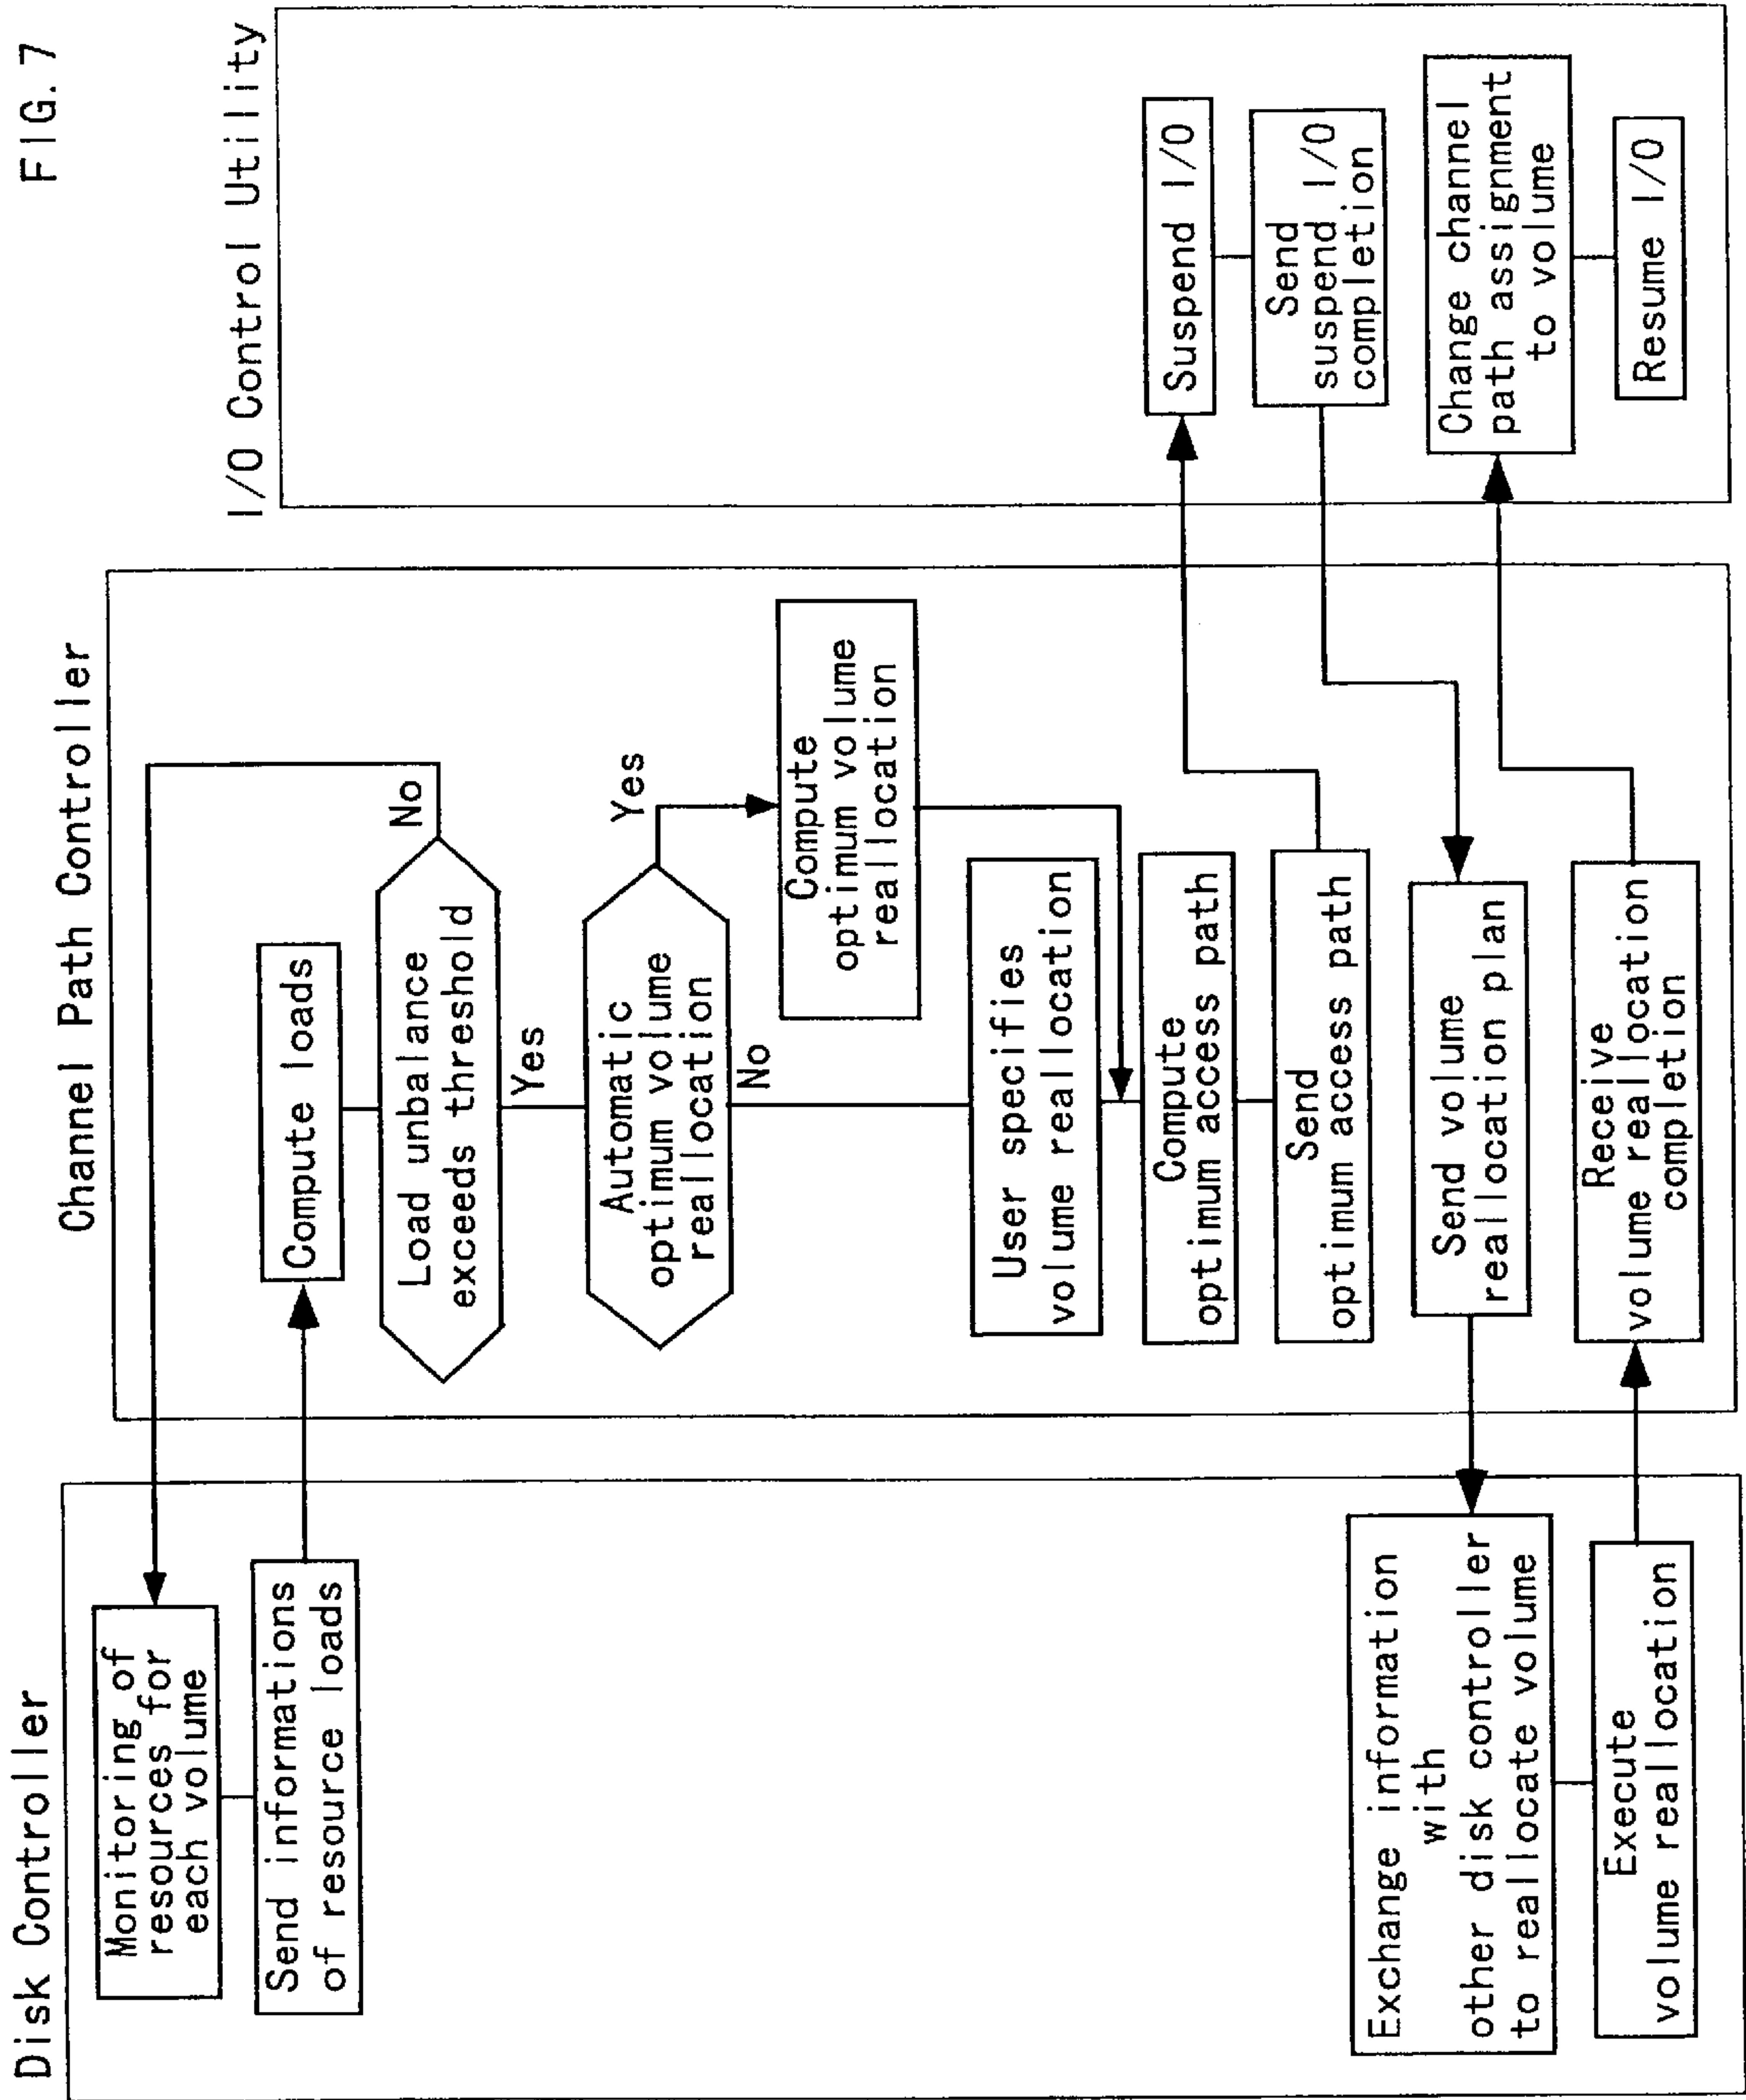 FIG. 7
Disk Controller
Monitoring of
resources for
each volume
Send informations
of resource loads
Exchange information
with
other disk controller
to reallocate volume
Execute
volume reallocation
Channel Path Controller
Compute loads
Load unbalance
exceeds threshold
No
Yes
Automatic
optimum volume
reallocation
Yes
No
Compute
optimum volume
reallocation
User specifies
volume reallocation
Compute
optimum access path
Send
optimum access path
Send volume
reallocation plan
Receive
volume reallocation
completion
I/O Control Utility
Suspend I/O
Send
suspend I/O
completion
Change channel
path assignment
to volume
Resume I/O